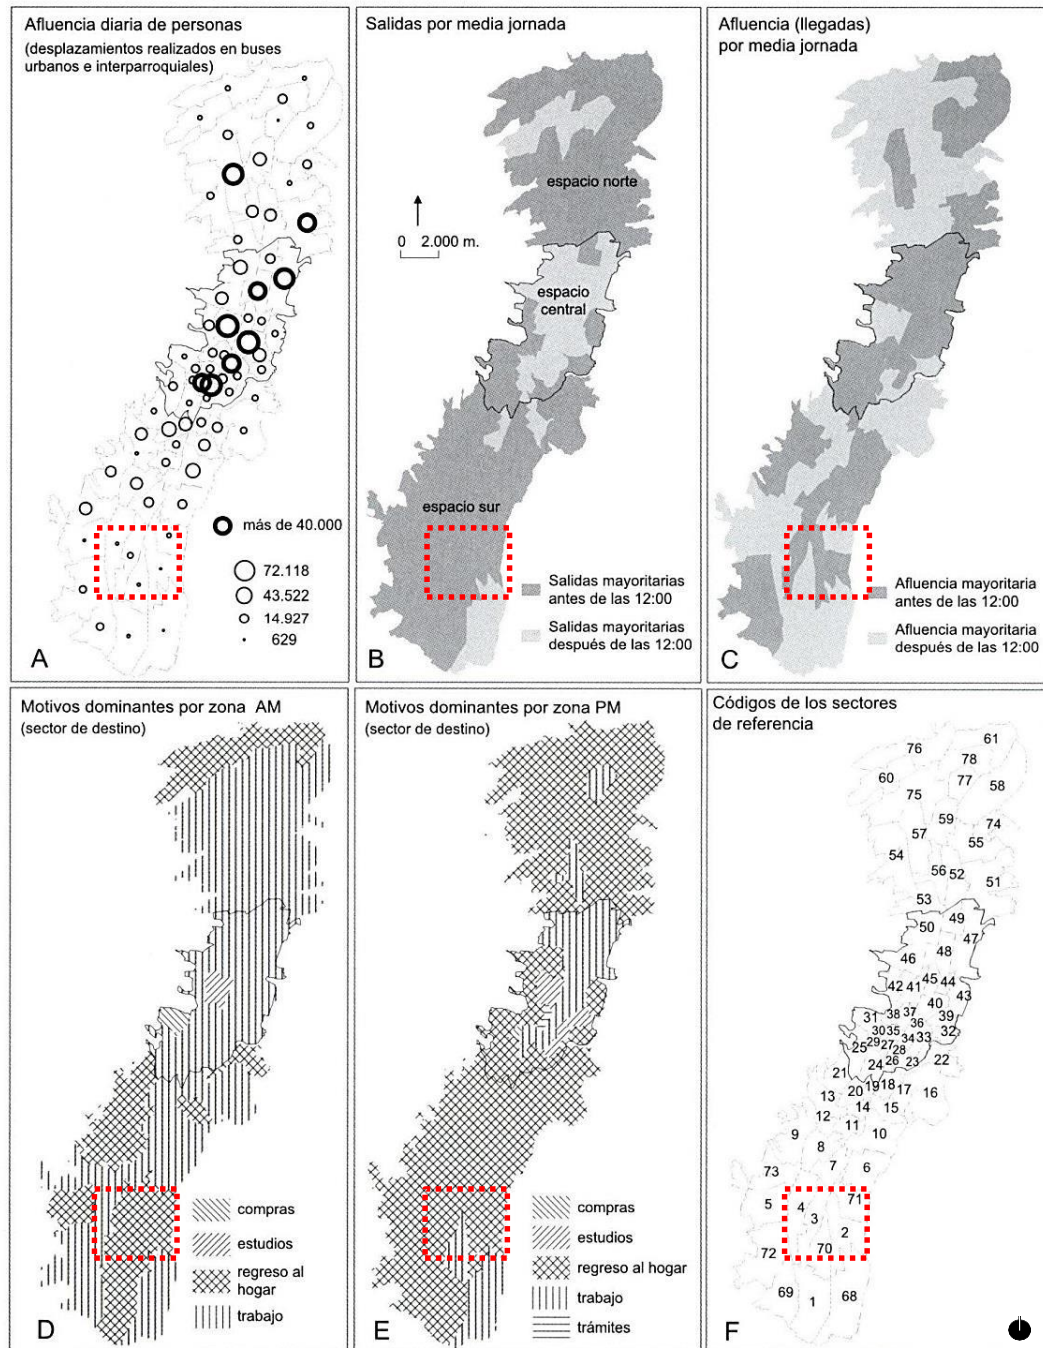 Afluencia diaria de personas
(desplazamientos realizados en buses
urbanos e interparroquiales)
más de 40.000
72.118
43.522
14.927
629
A
Salidas por media jornada
espacio norte
0 2.000 m.
espacio
central
espacio sur
Salidas mayoritarias
antes de las 12:00
Salidas mayoritarias
después de las 12:00
B
Afluencia (llegadas)
por media jornada
Afluencia mayoritaria
antes de las 12:00
Afluencia mayoritaria
después de las 12:00
C
Motivos dominantes por zona AM
(sector de destino)
compras
estudios
regreso al
hogar
trabajo
D
Motivos dominantes por zona PM
(sector de destino)
compras
estudios
regreso al hogar
trabajo
trámites
E
Códigos de los sectores
de referencia
61
76
78
60
77
58
75
59
74
57
55
54
56 52
51
53
49
50
47
48
46
45 44
42 41
43
40
38 37
31
39
36
30 35
32
34 33
29 27
25
28
26 23
22
24
21
19 18
20
17
16
13
14
15
12
11
10
9
8
7
6
73
5
4
71
3
2
72
70
69
1
68
F